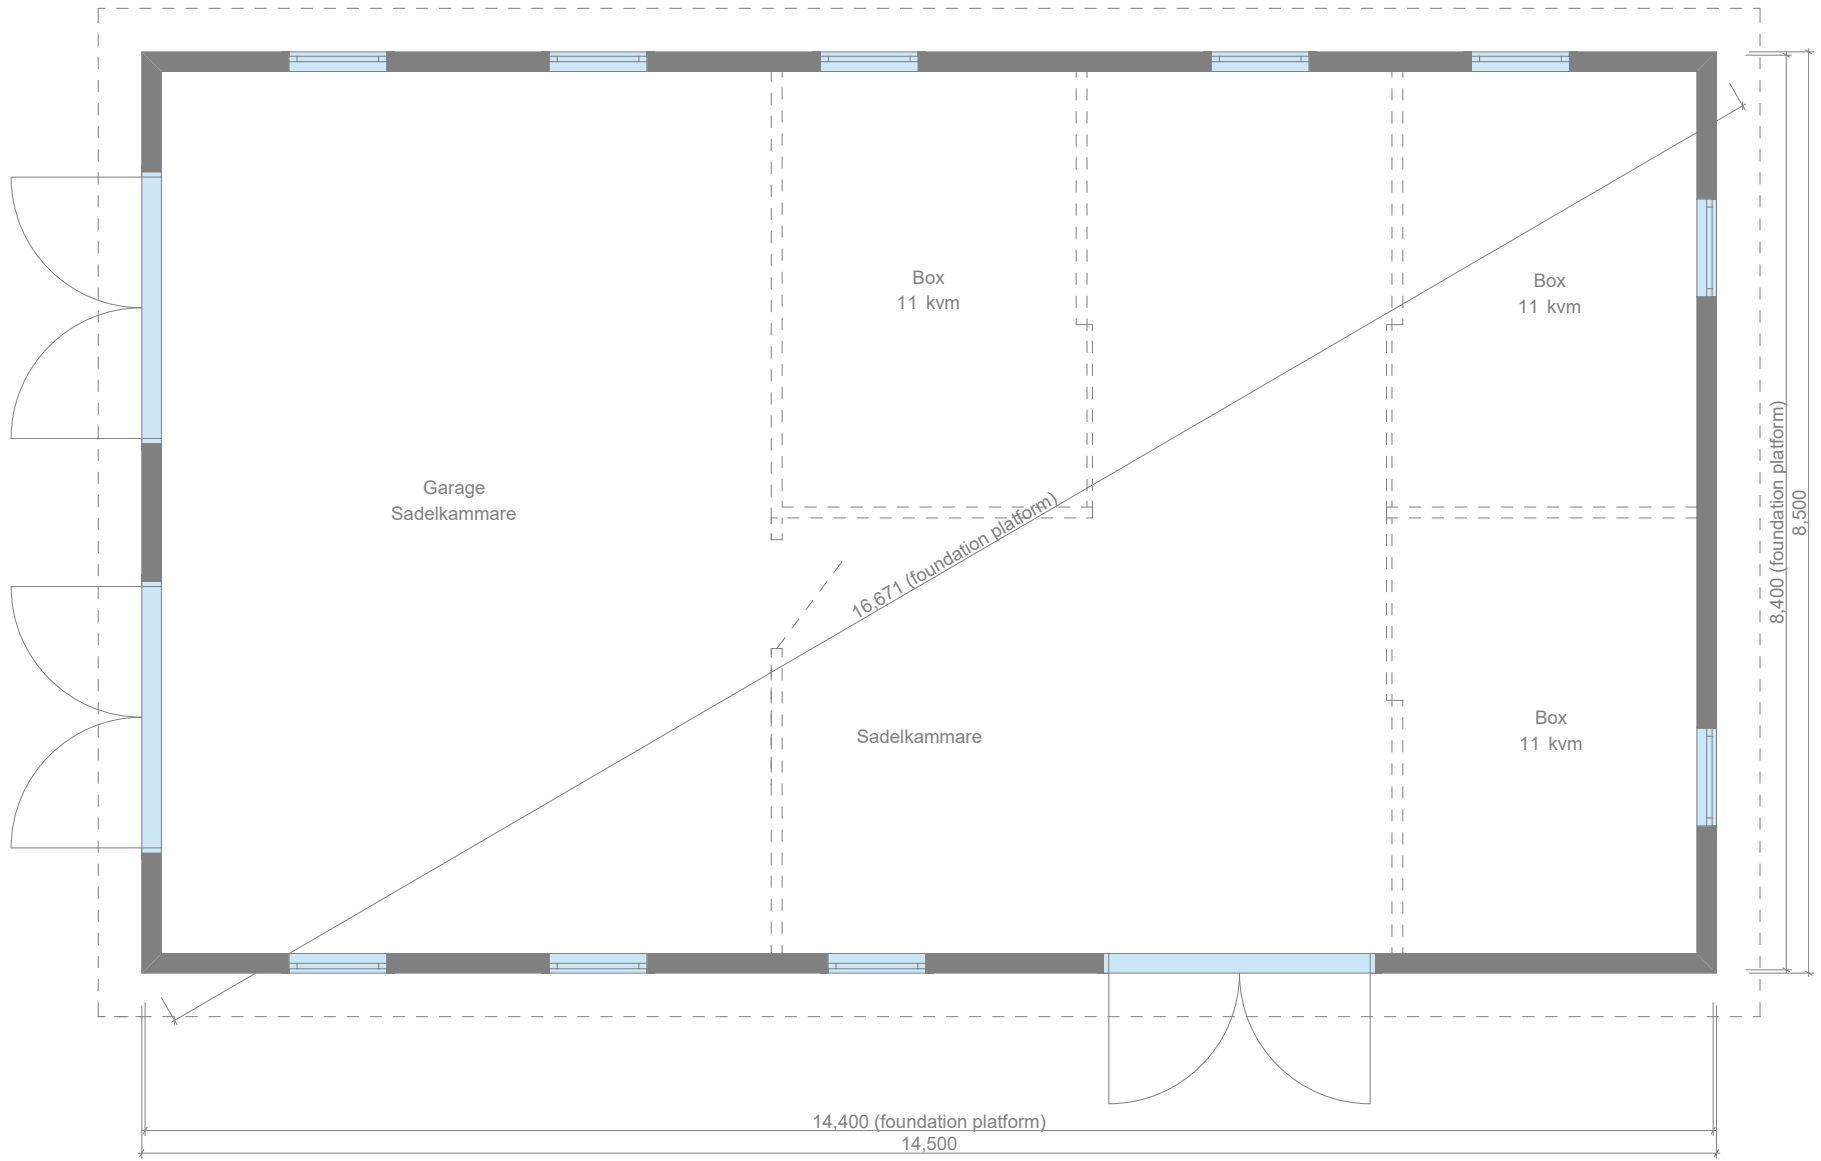 Box
11 kvm
Box
11 kvm
Garage
Sadelkammare
16,671 (foundation platform)
8,400 (foundation platform)
8,500
Sadelkammare
Box
11 kvm
14,400 (foundation platform)
14,500